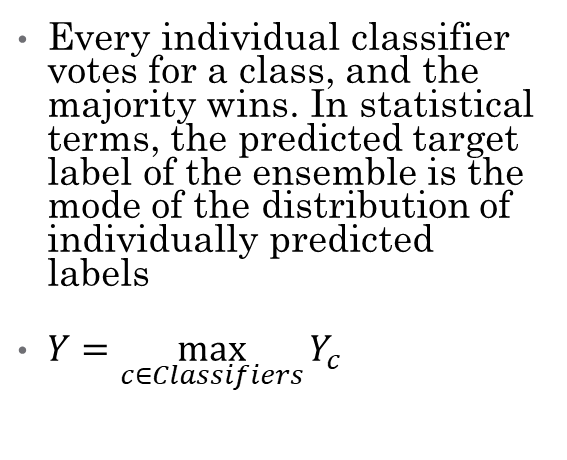 • Every individual classifier
votes for a class, and the
majority wins. In statistical
terms, the predicted target
label of the ensemble is the
mode of the distribution of
individually predicted
labels
• Y = max Y_c
c∈Classifiers